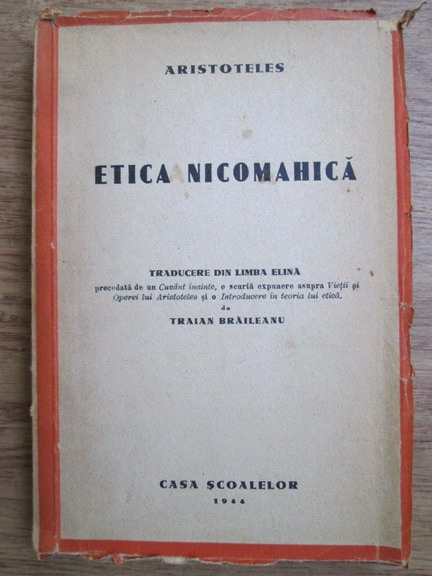 ARISTOTELES
ETICA NICOMAHICĂ
TRADUCERE DIN LIMBA ELINĂ
precedată de un Cuvânt înainte, o scurtă expunere asupra Vieții și
Operei lui Aristoteles și o Introducere în teoria lui etică,
de
TRAIAN BRĂILEANU
CASA ȘCOALELOR
1944